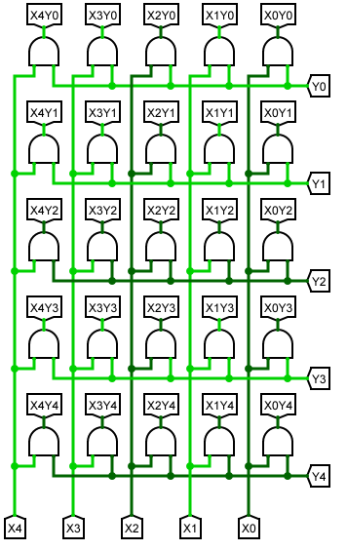 X4Y0 X3Y0 X2Y0 X1Y0 X0Y0
Y0
X4Y1 X3Y1 X2Y1 X1Y1 X0Y1
Y1
X4Y2 X3Y2 X2Y2 X1Y2 X0Y2
Y2
X4Y3 X3Y3 X2Y3 X1Y3 X0Y3
Y3
X4Y4 X3Y4 X2Y4 X1Y4 X0Y4
Y4
X4 X3 X2 X1 X0